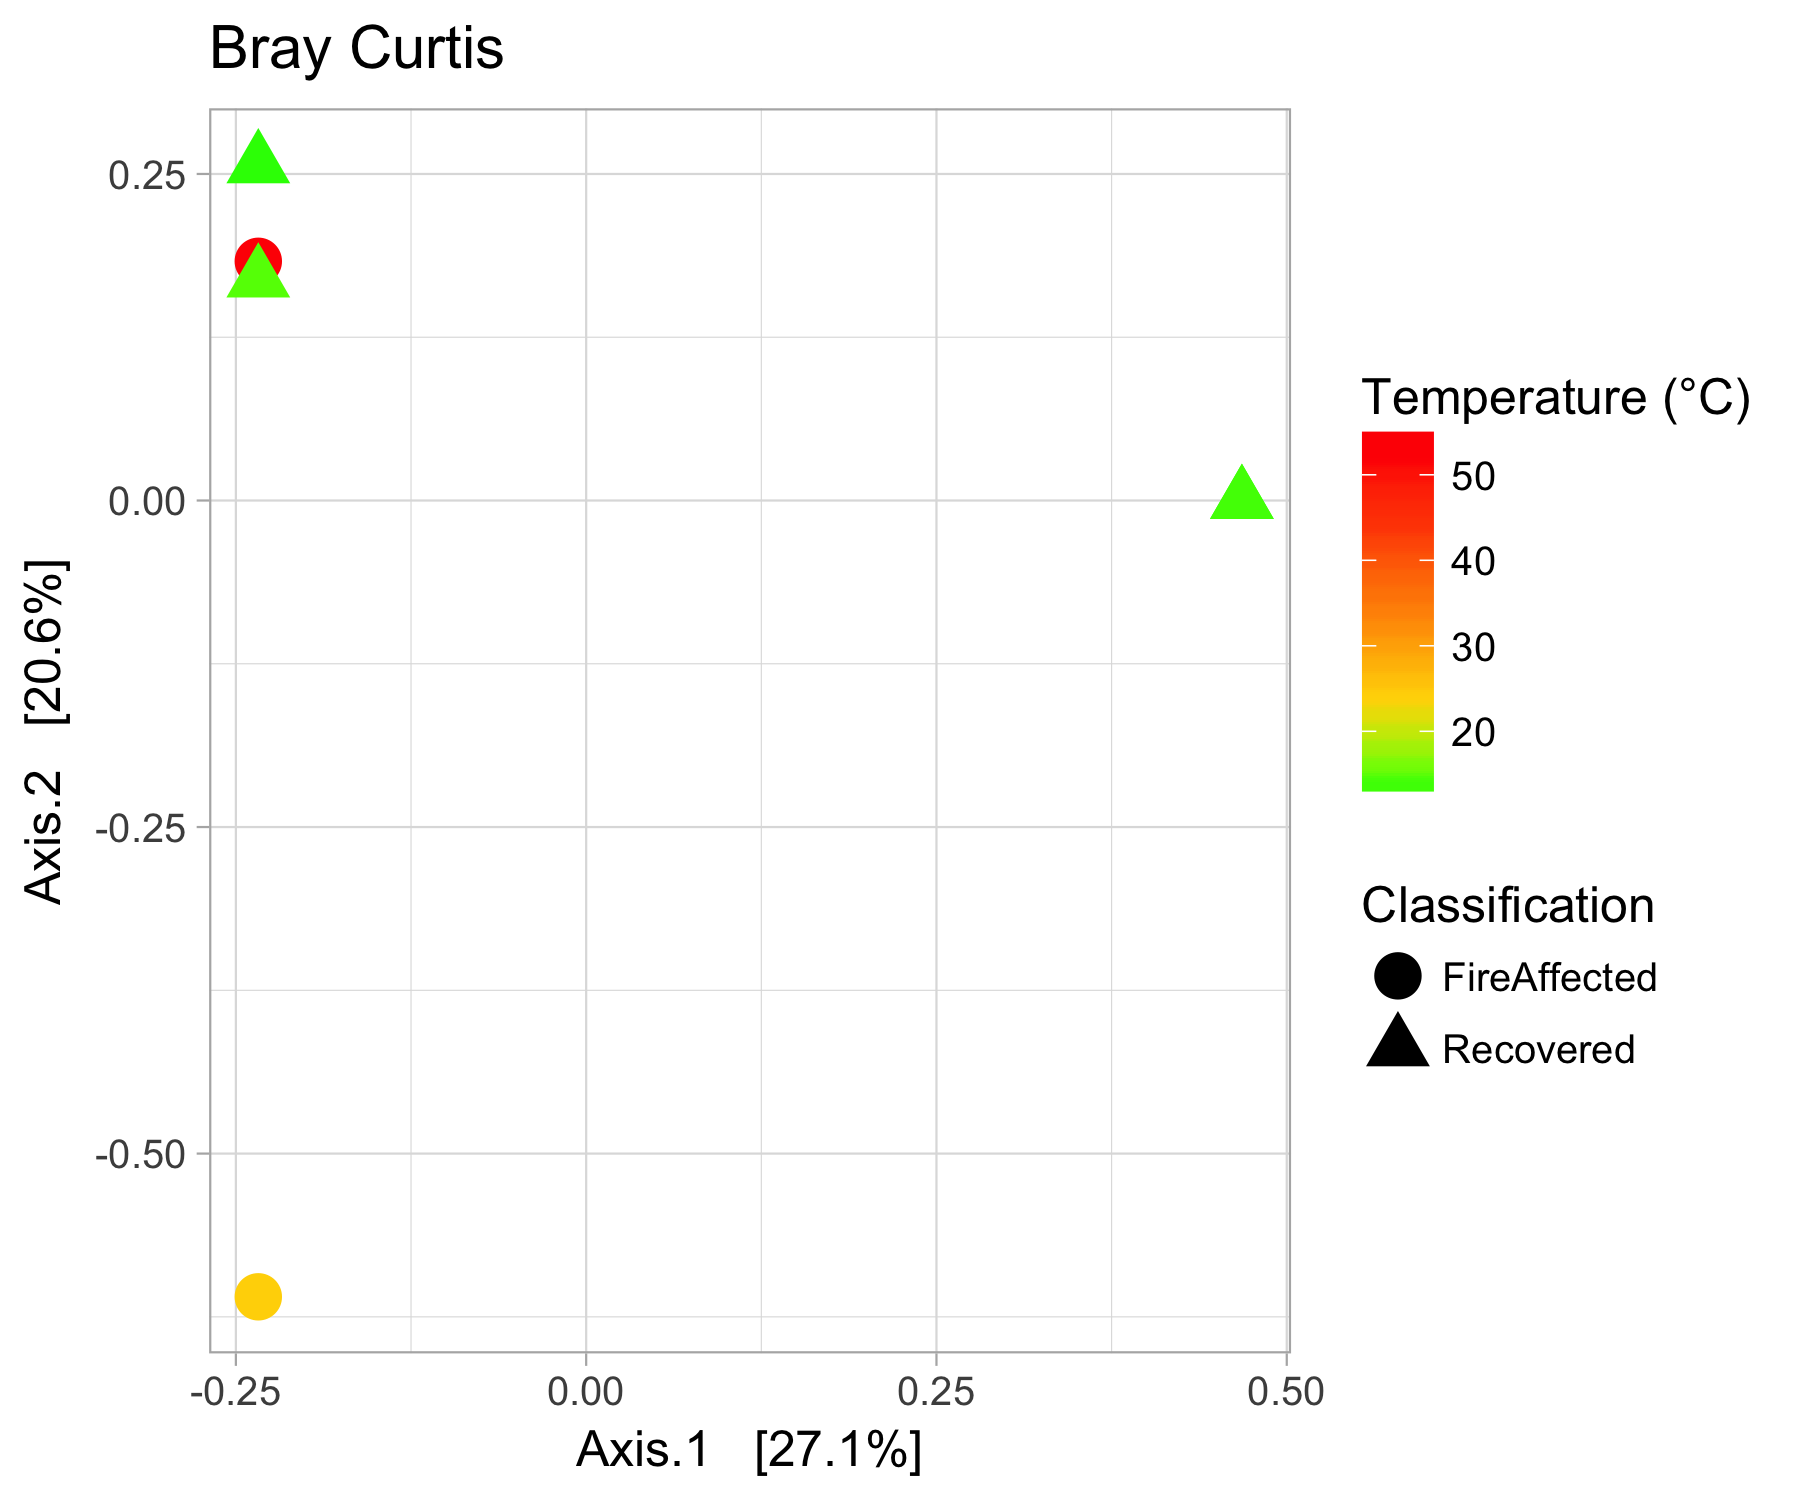 Bray Curtis
0.25
0.00
-0.25
-0.50
Axis.2 [20.6%]
-0.25 0.00 0.25 0.50
Axis.1 [27.1%]
Temperature (°C)
50
40
30
20
Classification
FireAffected
Recovered